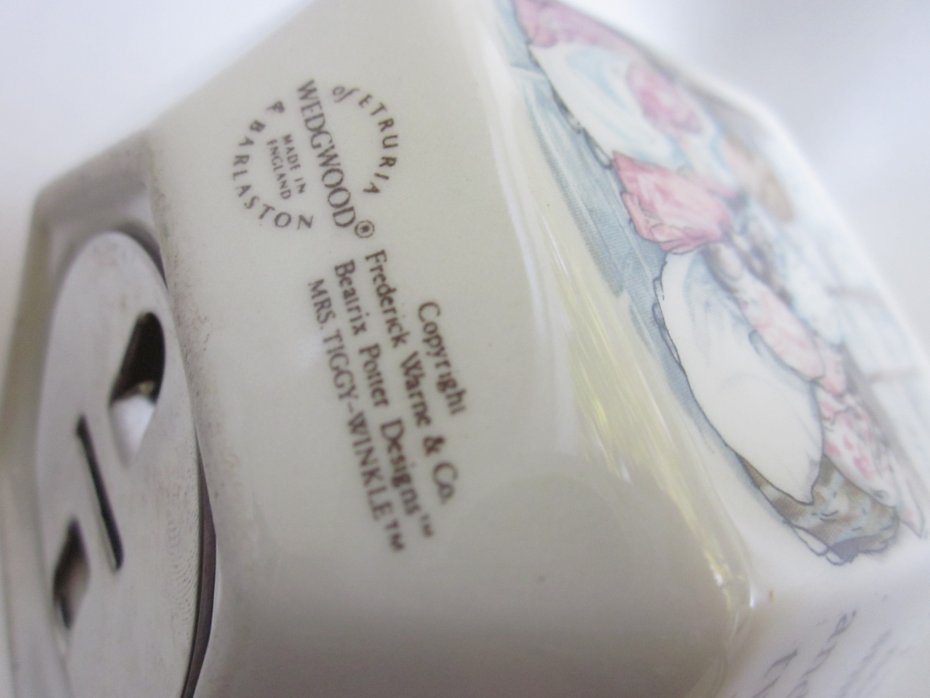 of ETRURIA
WEDGWOOD®
MADE IN
ENGLAND
& BARLASTON
Copyright
Frederick Warne & Co.
Beatrix Potter Designs™
MRS. TIGGY-WINKLE™